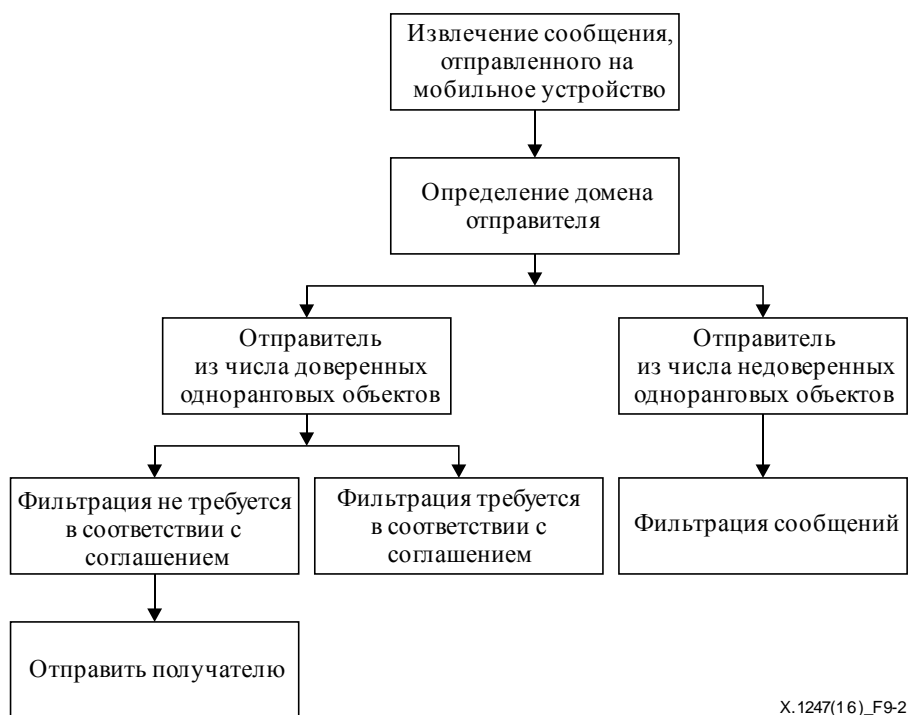 Извлечение сообщения,
отправленного на
мобильное устройство
Определение домена
отправителя
Отправитель
из числа доверенных
одноранговых объектов
Отправитель
из числа недоверенных
одноранговых объектов
Фильтрация не требуется
в соответствии с
соглашением
Фильтрация требуется
в соответствии с
соглашением
Фильтрация сообщений
Отправить получателю
X.1247(16)_F9-2